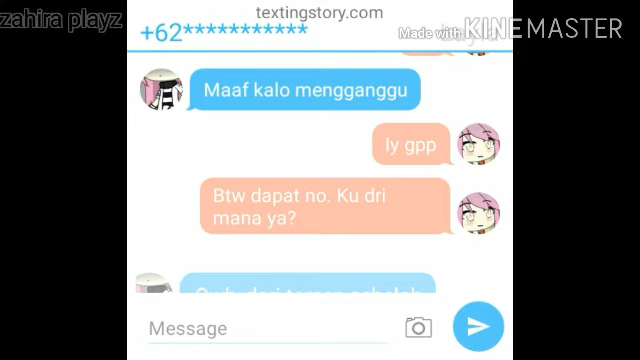 zahira playz
textingstory.com
+62***********
Made with KINEMASTER
Maaf kalo mengganggu
Iy gpp
Btw dapat no. Ku dri
mana ya?
Message